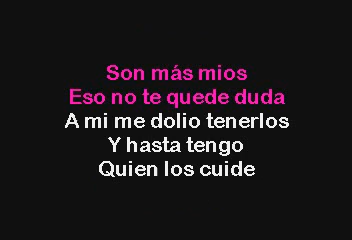 Son más mios
Eso no te quede duda
A mi me dolio tenerlos
Y hasta tengo
Quien los cuide